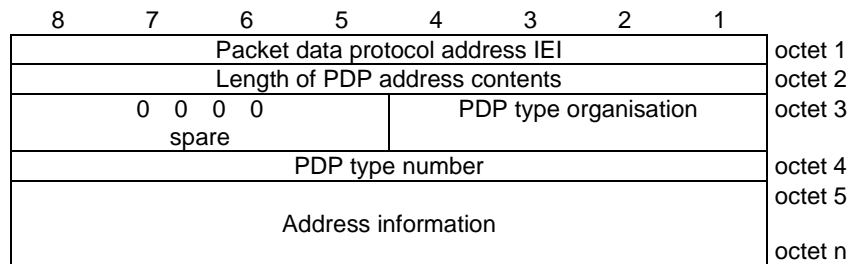 8 7 6 5 4 3 2 1
Packet data protocol address IEI octet 1
Length of PDP address contents octet 2
0 0 0 0 PDP type organisation octet 3
spare
PDP type number octet 4
octet 5
Address information
octet n